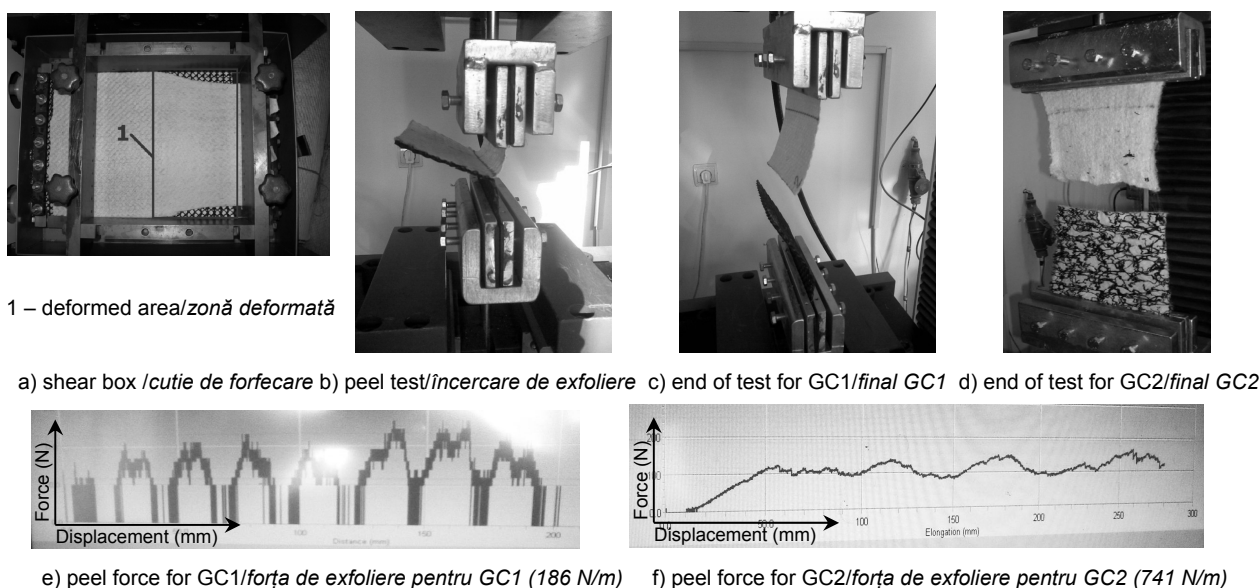 1
1 – deformed area/zonă deformată
a) shear box /cutie de forfecare b) peel test/încercare de exfoliere c) end of test for GC1/final GC1 d) end of test for GC2/final GC2
Force (N)
Displacement (mm)
100
150
200
Distance (mm)
Force (N)
0.0
Displacement (mm)
100
150
200
250
300
Elongation (mm)
e) peel force for GC1/forța de exfoliere pentru GC1 (186 N/m) f) peel force for GC2/forța de exfoliere pentru GC2 (741 N/m)